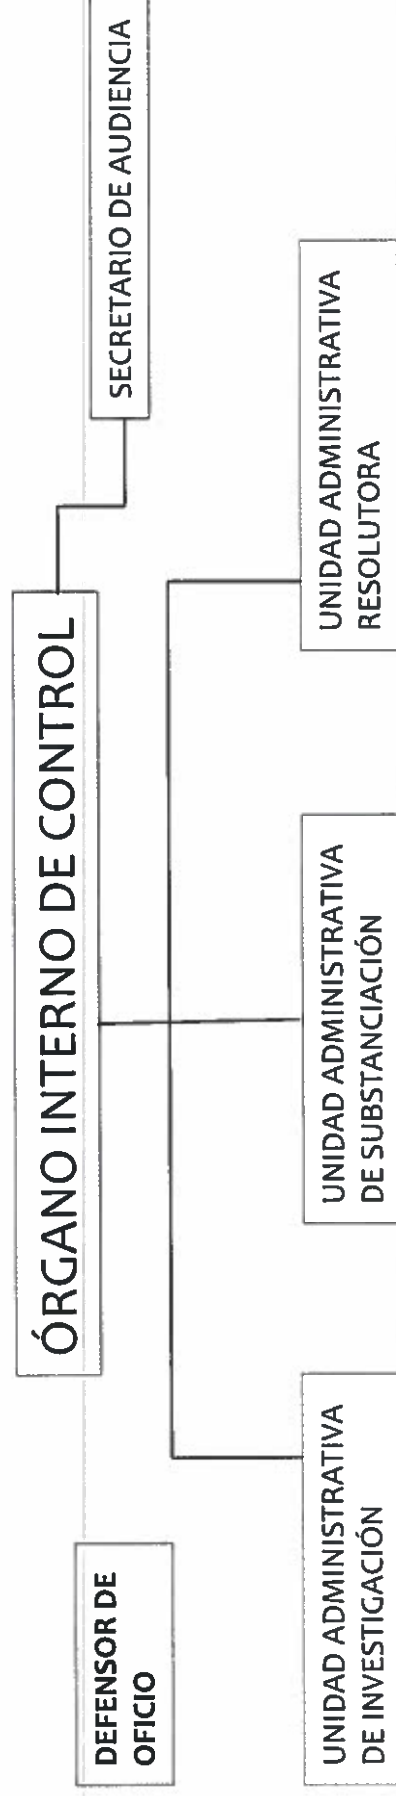 ÓRGANO INTERNO DE CONTROL
SECRETARIO DE AUDIENCIA
DEFENSOR DE
OFICIO
UNIDAD ADMINISTRATIVA
DE INVESTIGACIÓN
UNIDAD ADMINISTRATIVA
DE SUBSTANCIACIÓN
UNIDAD ADMINISTRATIVA
RESOLUTORA